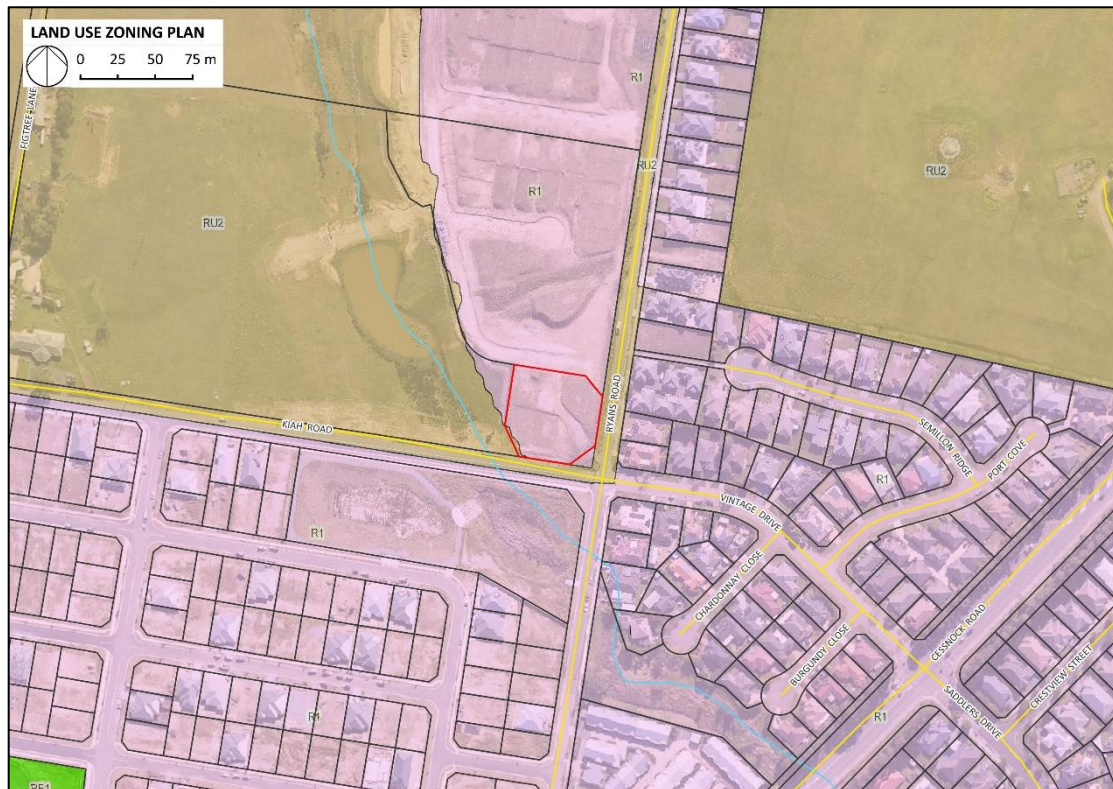 LAND USE ZONING PLAN
0 25 50 75 m
FIGTREE LANE
R1
RU2
RU2
R1
RU2
RYANS ROAD
KIAH ROAD
SEMILLON RIDGE
PORT COVE
R1
VINTAGE DRIVE
R1
CHARDONNAY CLOSE
BURGUNDY CLOSE
CESSNOCK ROAD
CRESTVIEW STREET
SADDLERS DRIVE
R1
R1
RE1